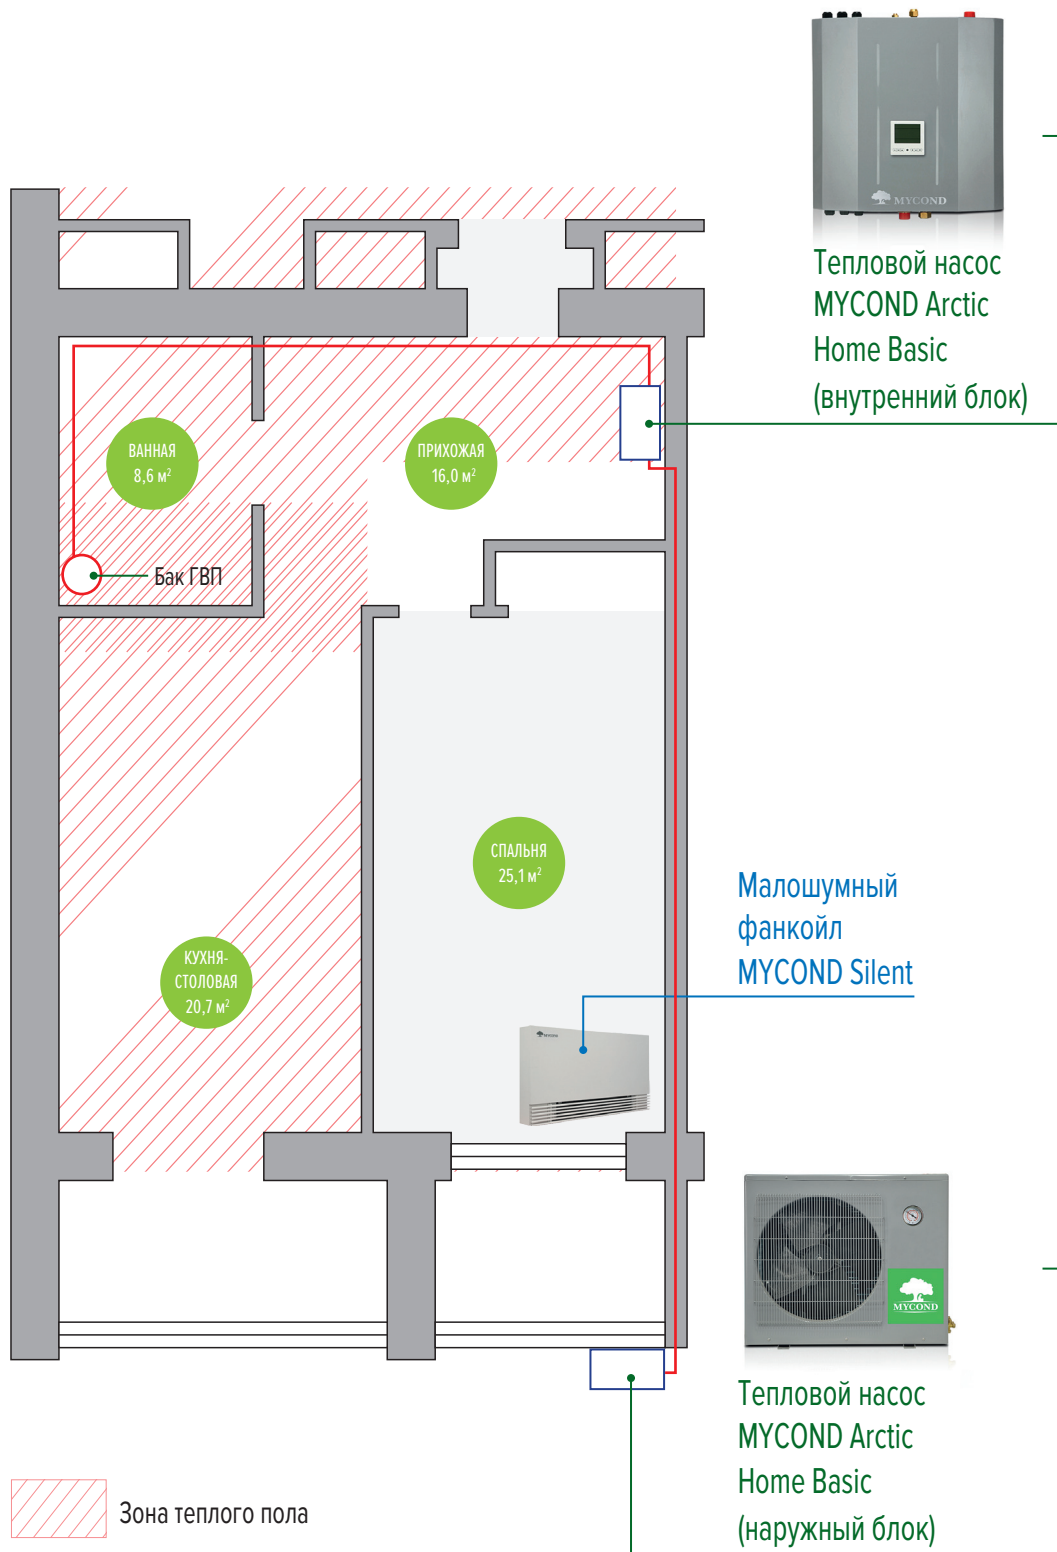 MYCOND
Тепловой насос
MYCOND Arctic
Home Basic
(внутренний блок)
ВАННАЯ
8,6 м²
ПРИХОЖАЯ
16,0 м²
Бак ГВП
СПАЛЬНЯ
25,1 м²
Малошумный
фанкойл
MYCOND Silent
КУХНЯ-
СТОЛОВАЯ
20,7 м²
MYCOND
MYCOND
Тепловой насос
MYCOND Arctic
Home Basic
(наружный блок)
Зона теплого пола